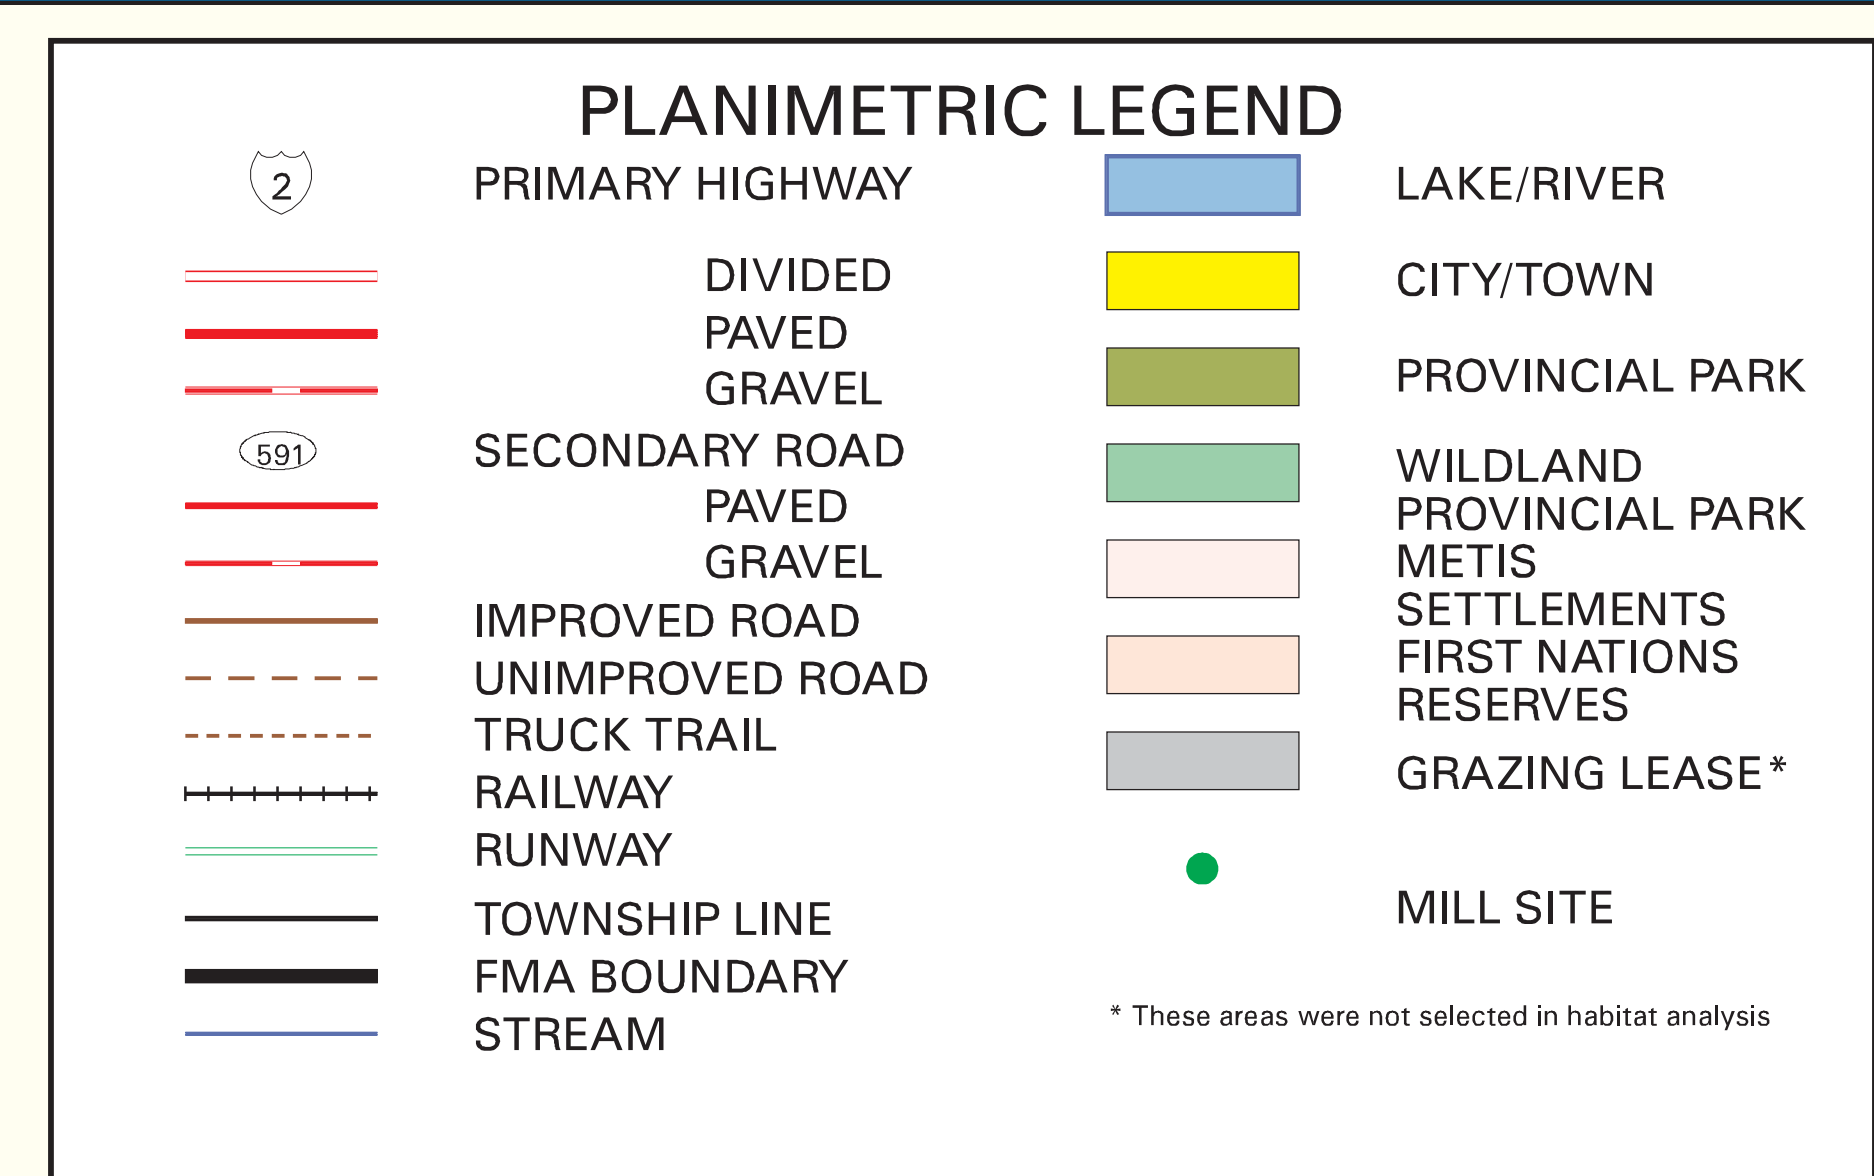 PLANIMETRIC LEGEND
2
PRIMARY HIGHWAY
DIVIDED
PAVED
GRAVEL
591
SECONDARY ROAD
PAVED
GRAVEL
IMPROVED ROAD
UNIMPROVED ROAD
TRUCK TRAIL
RAILWAY
RUNWAY
TOWNSHIP LINE
FMA BOUNDARY
STREAM
LAKE/RIVER
CITY/TOWN
PROVINCIAL PARK
WILDLAND
PROVINCIAL PARK
METIS
SETTLEMENTS
FIRST NATIONS
RESERVES
GRAZING LEASE*
MILL SITE
* These areas were not selected in habitat analysis